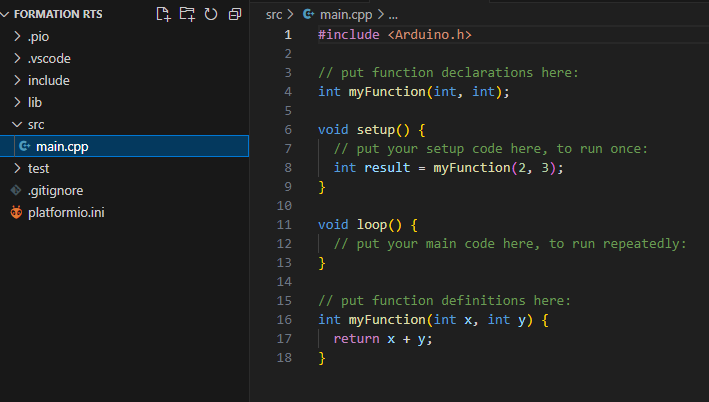 FORMATION RTS
.pio
.vscode
include
lib
src
main.cpp
test
.gitignore
platformio.ini
src > main.cpp > ...
1 #include <Arduino.h>
2
3 // put function declarations here:
4 int myFunction(int, int);
5
6 void setup() {
7   // put your setup code here, to run once:
8   int result = myFunction(2, 3);
9 }
10
11 void loop() {
12   // put your main code here, to run repeatedly:
13 }
14
15 // put function definitions here:
16 int myFunction(int x, int y) {
17   return x + y;
18 }